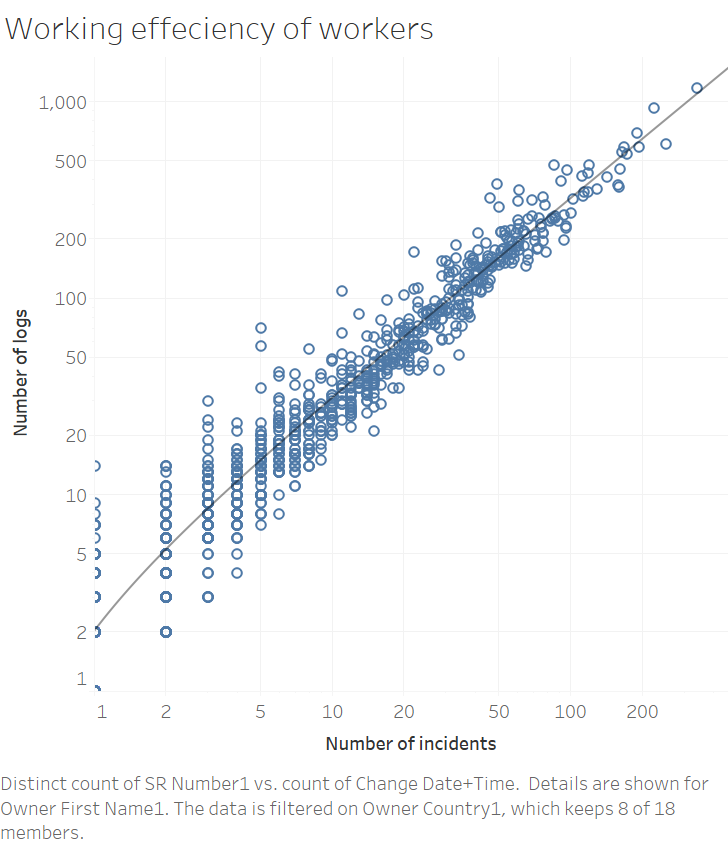 Working effeciency of workers
1,000
500
200
100
50
20
10
5
2
1
Number of logs
1 2 5 10 20 50 100 200
Number of incidents
Distinct count of SR Number1 vs. count of Change Date+Time. Details are shown for
Owner First Name1. The data is filtered on Owner Country1, which keeps 8 of 18
members.